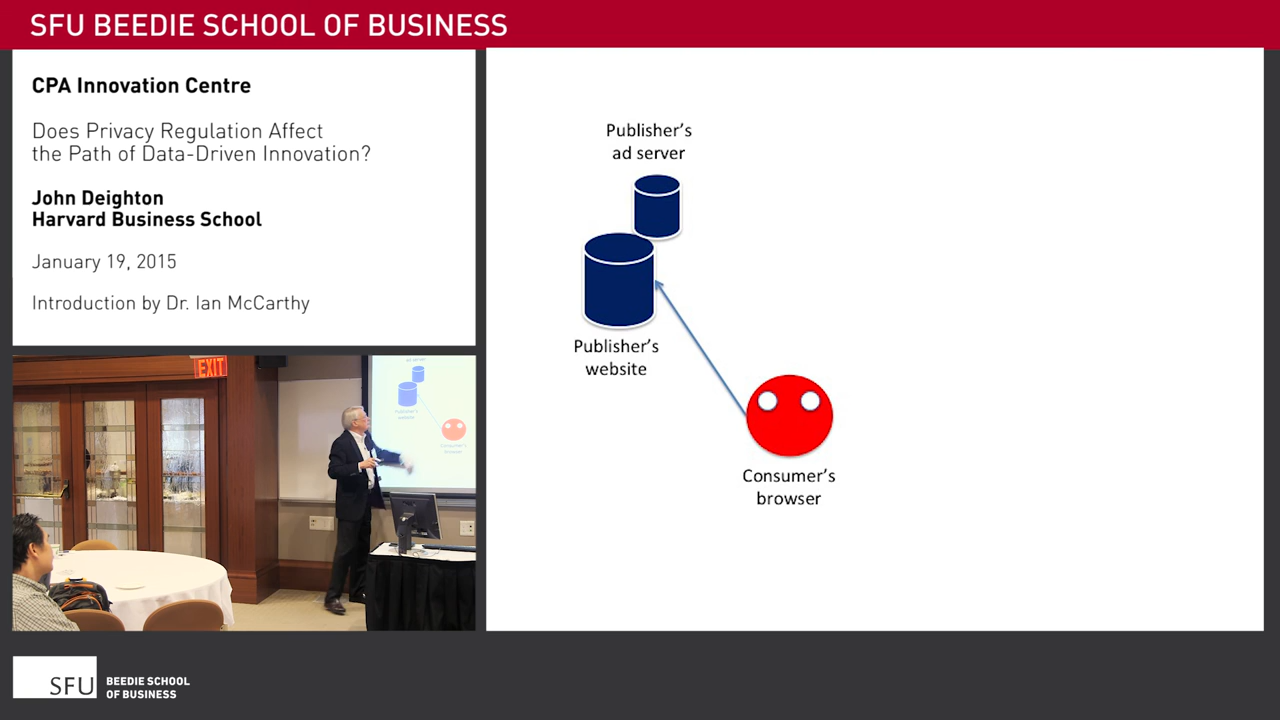 SFU BEEDIE SCHOOL OF BUSINESS
CPA Innovation Centre
Does Privacy Regulation Affect
the Path of Data-Driven Innovation?
John Deighton
Harvard Business School
January 19, 2015
Introduction by Dr. Ian McCarthy
Publisher's
ad server
Publisher's
website
Consumer's
browser
EXIT
SFU
BEEDIE SCHOOL
OF BUSINESS